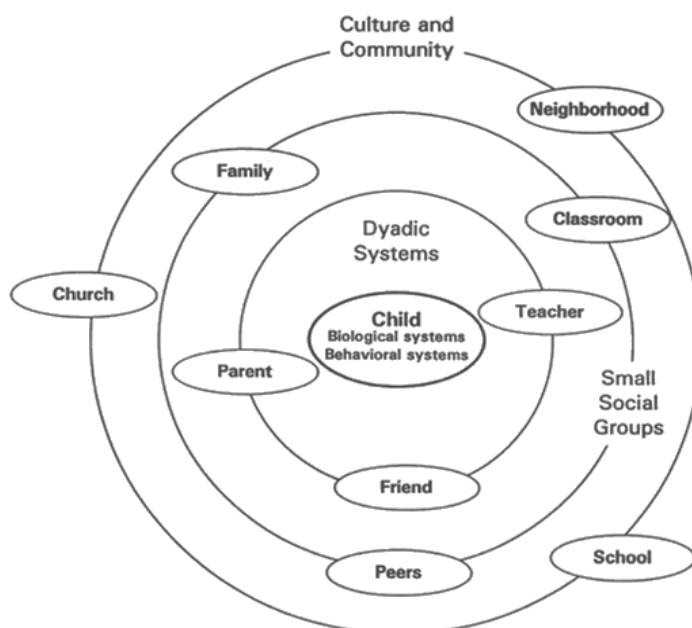 Culture and
Community
Neighborhood
Family
Classroom
Dyadic
Systems
Church
Teacher
Child
Biological systems
Behavioral systems
Parent
Small
Social
Groups
Friend
School
Peers